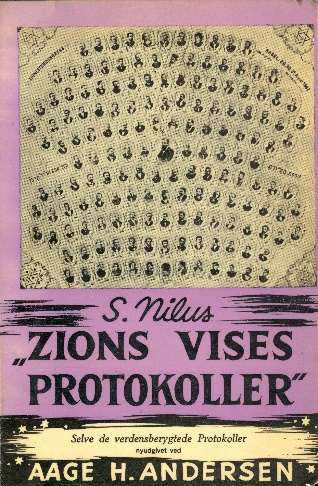 S. Nilus
„ZIONS VISES
PROTOKOLLER"
Selve de verdensberygtede Protokoller
nyudgivet ved
AAGE H. ANDERSEN